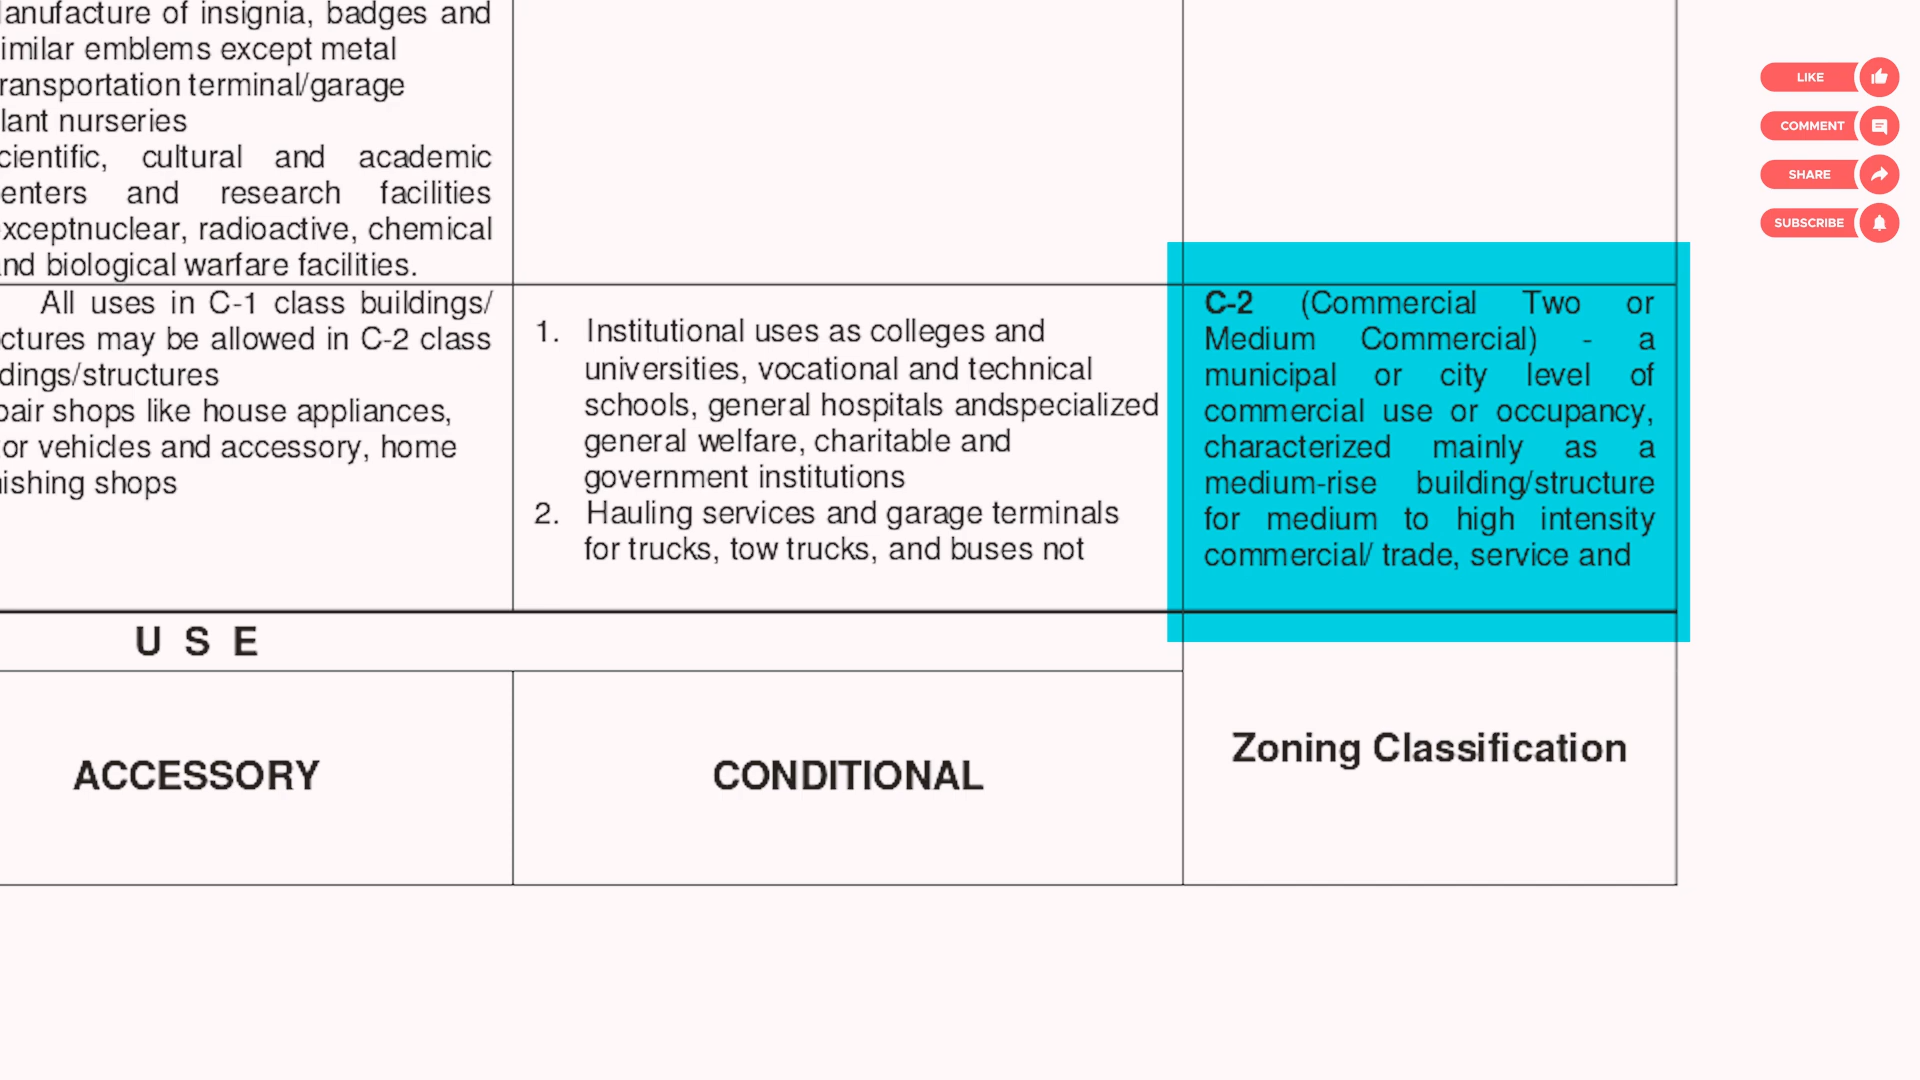 anufacture of insignia, badges and
imilar emblems except metal
ransportation terminal/garage
lant nurseries
cientific, cultural and academic
enters and research facilities
xceptnuclear, radioactive, chemical
nd biological warfare facilities.
All uses in C-1 class buildings/
ctures may be allowed in C-2 class
dings/structures
pair shops like house appliances,
or vehicles and accessory, home
ishing shops
1. Institutional uses as colleges and
universities, vocational and technical
schools, general hospitals andspecialized
general welfare, charitable and
government institutions
2. Hauling services and garage terminals
for trucks, tow trucks, and buses not
C-2 (Commercial Two or
Medium Commercial) - a
municipal or city level of
commercial use or occupancy,
characterized mainly as a
medium-rise building/structure
for medium to high intensity
commercial/ trade, service and
U S E
ACCESSORY
CONDITIONAL
Zoning Classification
LIKE
COMMENT
SHARE
SUBSCRIBE